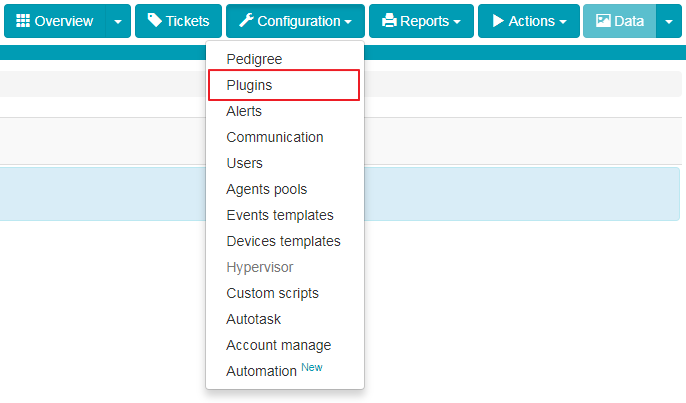 Overview Tickets Configuration Reports Actions Data
Pedigree
Plugins
Alerts
Communication
Users
Agents pools
Events templates
Devices templates
Hypervisor
Custom scripts
Autotask
Account manage
Automation New